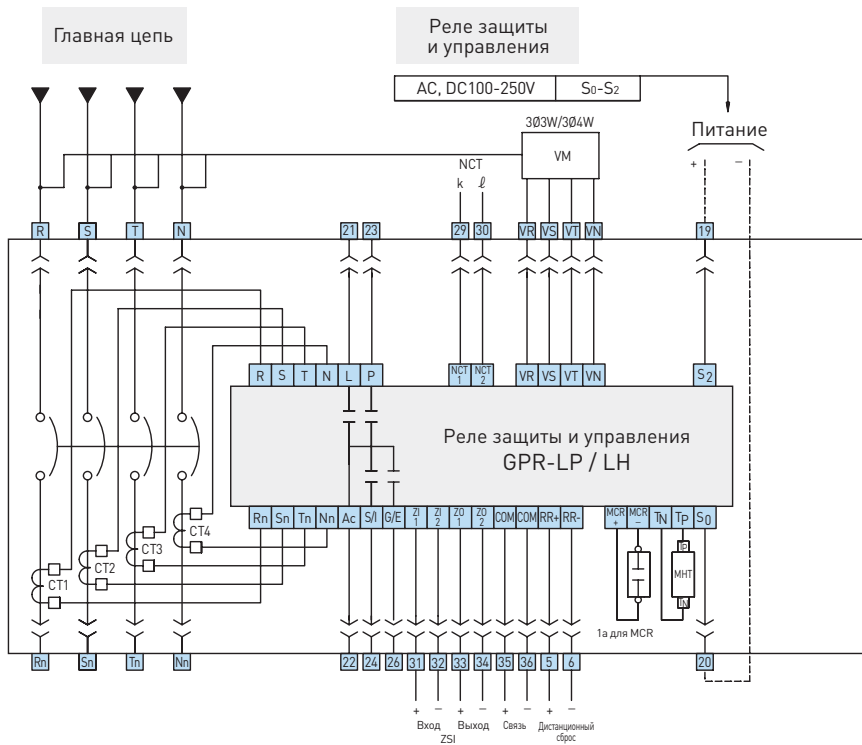 Главная цепь
Реле защиты
и управления
AC, DC100-250V S0-S2
3Ø3W/3Ø4W
Питание
VM
NCT
k ℓ
+ −
R S T N 21 23 29 30 VR VS VT VN 19
R S T N L P NCT 1 NCT 2 VR VS VT VN S2
Реле защиты и управления
GPR-LP / LH
Rn Sn Tn Nn Ac S/I G/E ZI 1 ZI 2 ZO 1 ZO 2 COM COM RR+ RR- MCR + MCR − TN TP S0
CT4
CT3
CT2
CT1
TP
МНТ
TN
1a для MCR
Rn Sn Tn Nn 22 24 26 31 32 33 34 35 36 5 6 20
+ − + − + − + −
Вход Выход Связь Дистанционный
сброс
ZSI